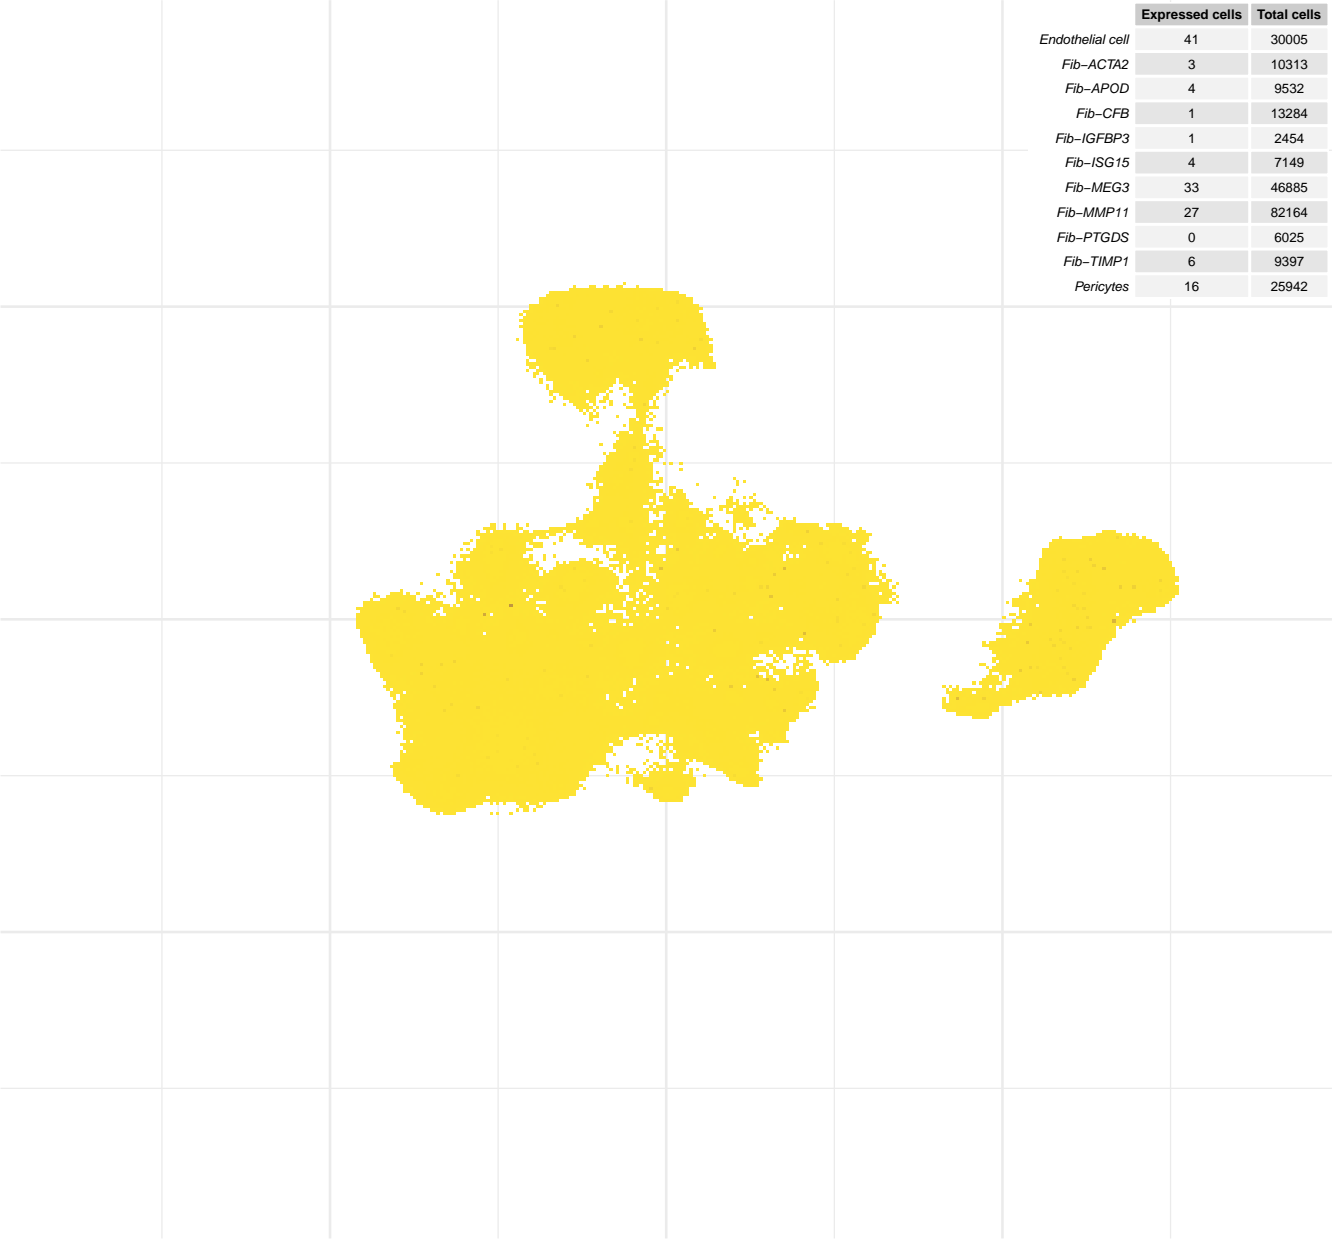 Expressed cells Total cells
Endothelial cell 41 30005
Fib−ACTA2 3 10313
Fib−APOD 4 9532
Fib−CFB 1 13284
Fib−IGFBP3 1 2454
Fib−ISG15 4 7149
Fib−MEG3 33 46885
Fib−MMP11 27 82164
Fib−PTGDS 0 6025
Fib−TIMP1 6 9397
Pericytes 16 25942